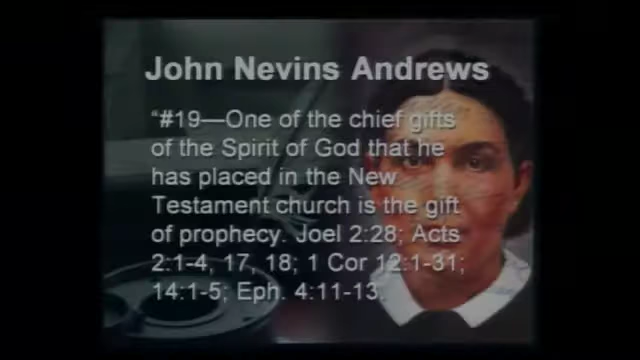 John Nevins Andrews
“#19—One of the chief gifts
of the Spirit of God that he
has placed in the New
Testament church is the gift
of prophecy. Joel 2:28; Acts
2:1-4, 17, 18; 1 Cor 12:1-31;
14:1-5; Eph. 4:11-13.